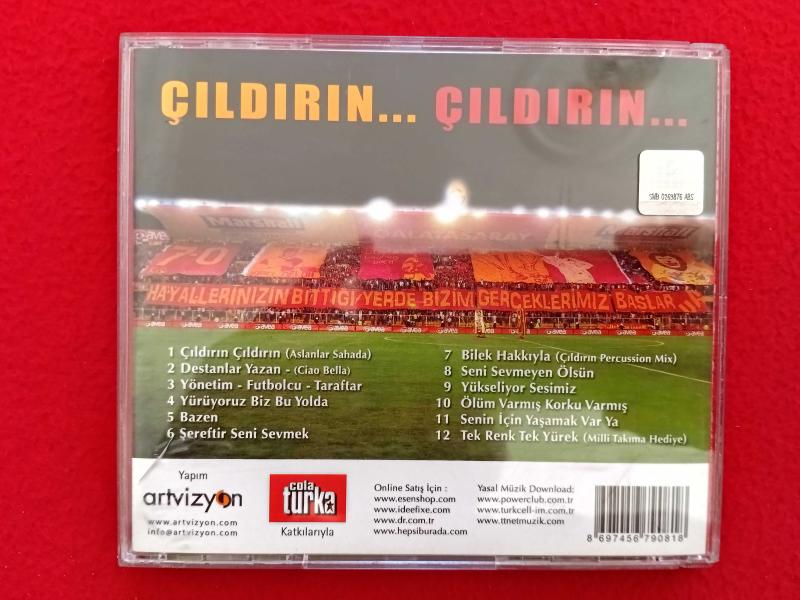 ÇILDIRIN... ÇILDIRIN...
SMB 0269876 ABS
Marshall
GALATASARAY
Marshall
avea
7-0
HAYALLERİNİZİN BİTTİĞİ YERDE BİZİM GERÇEKLERİMİZ BAŞLAR
avea
1 Çıldırın Çıldırın (Aslanlar Sahada)
2 Destanlar Yazan - (Ciao Bella)
3 Yönetim - Futbolcu - Taraftar
4 Yürüyoruz Biz Bu Yolda
5 Bazen
6 Şereftir Seni Sevmek
7 Bilek Hakkıyla (Çıldırın Percussion Mix)
8 Seni Sevmeyen Ölsün
9 Yükseliyor Sesimiz
10 Ölüm Varmış Korku Varmış
11 Senin İçin Yaşamak Var Ya
12 Tek Renk Tek Yürek (Milli Takıma Hediye)
Yapım
artvizyon
www.artvizyon.com
info@artvizyon.com
cola
turka
Katkılarıyla
Online Satış İçin :
www.esenshop.com
www.ideefixe.com
www.dr.com.tr
www.hepsiburada.com
Yasal Müzik Download:
www.powerclub.com.tr
www.turkcell-im.com.tr
www.ttnetmuzik.com
8 697456 790818